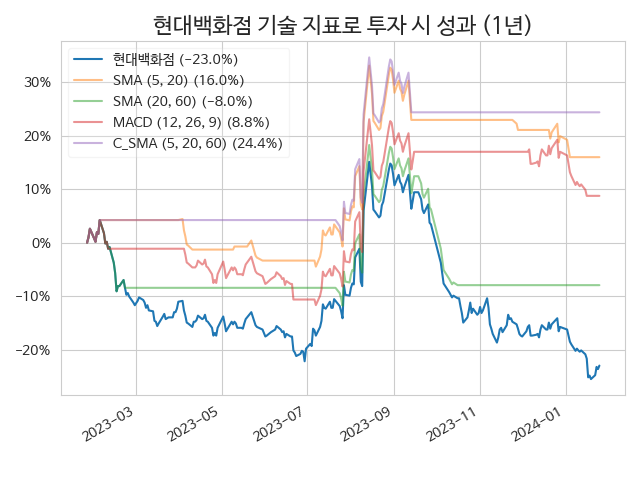 현대백화점 기술 지표로 투자 시 성과 (1년)
현대백화점 (−23.0%)
SMA (5, 20) (16.0%)
SMA (20, 60) (−8.0%)
MACD (12, 26, 9) (8.8%)
C_SMA (5, 20, 60) (24.4%)
30%
20%
10%
0%
−10%
−20%
2023−03
2023−05
2023−07
2023−09
2023−11
2024−01